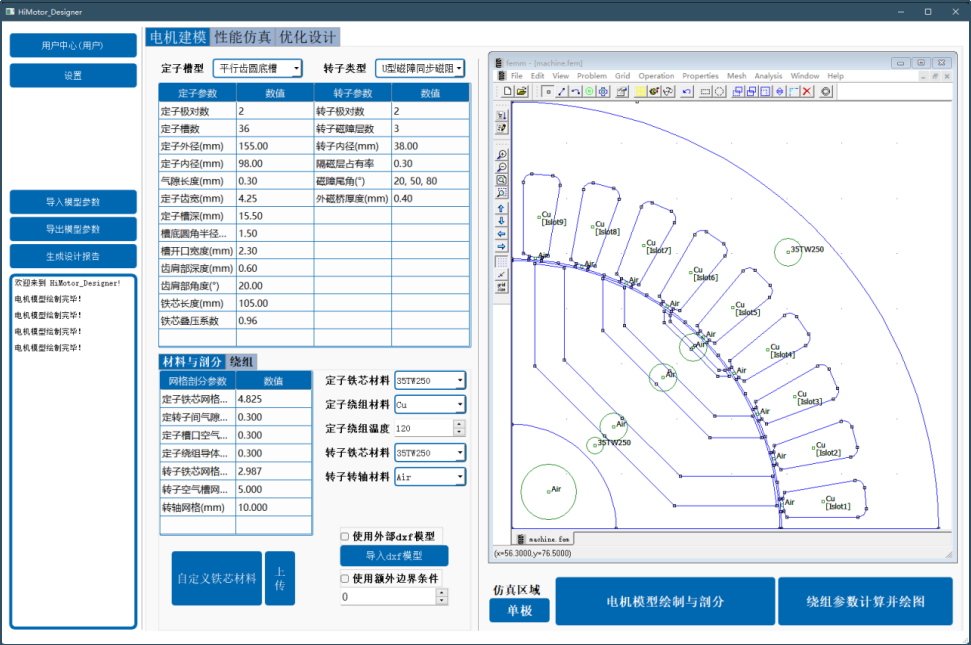 HiMotor_Designer
用户中心(用户)
设置
导入模型参数
导出模型参数
生成设计报告
欢迎来到 HiMotor_Designer!
电机模型绘制完毕!
电机模型绘制完毕!
电机模型绘制完毕!
电机模型绘制完毕!
电机建模 性能仿真 优化设计
定子槽型 平行齿圆底槽 转子类型 U型磁障同步磁阻
定子参数 数值 转子参数 数值
定子极对数 2 转子极对数 2
定子槽数 36 转子磁障层数 3
定子外径(mm) 155.00 转子内径(mm) 38.00
定子内径(mm) 98.00 隔磁层占有率 0.30
气隙长度(mm) 0.30 磁障尾角(°) 20, 50, 80
定子齿宽(mm) 4.25 外磁桥厚度(mm) 0.40
定子槽深(mm) 15.50
槽底圆角半径... 1.50
槽开口宽度(mm) 2.30
齿肩部深度(mm) 0.60
齿肩部角度(°) 20.00
铁芯长度(mm) 105.00
铁芯叠压系数 0.96
材料与剖分 绕组
网格剖分参数 数值
定子铁芯网格... 4.825
定转子间气隙... 0.300
定子槽口空气... 0.300
定子绕组导体... 0.300
转子铁芯网格... 2.987
转子空气槽网... 5.000
转轴网格(mm) 10.000
定子铁芯材料 35TW250
定子绕组材料 Cu
定子绕组温度 120
转子铁芯材料 35TW250
转子转轴材料 Air
自定义铁芯材料
上传
使用外部dxf模型
导入dxf模型
使用额外边界条件
0
femm - [machine.fem]
File Edit View Problem Grid Operation Properties Mesh Analysis Window Help
Cu
[Islot9]
Cu
[Islot8]
Cu
[Islot7]
Cu
[Islot6]
Cu
[Islot5]
Cu
[Islot4]
Cu
[Islot3]
Cu
[Islot2]
Cu
[Islot1]
35TW250
Air
Air
Air
Air
Air
Air
Air
Air
Air
Air
Air
Air
35TW250
Air
machine.fem
(x=56.3000,y=76.5000)
仿真区域
单极
电机模型绘制与剖分
绕组参数计算并绘图